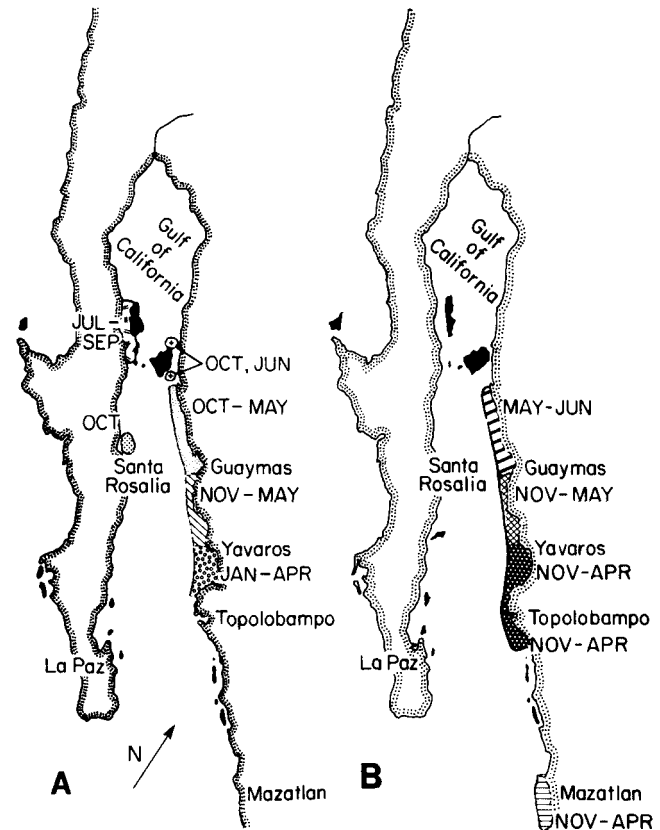 Gulf
of
California
JUL-
SEP
OCT, JUN
OCT-MAY
OCT
Santa
Rosalia
Guaymas
NOV-MAY
Yavaros
JAN-APR
Topolobampo
La Paz
N
A
Mazatlan
Gulf
of
California
MAY-JUN
Santa
Rosalia
Guaymas
NOV-MAY
Yavaros
NOV-APR
Topolobampo
NOV-APR
La Paz
B
Mazatlan
NOV-APR